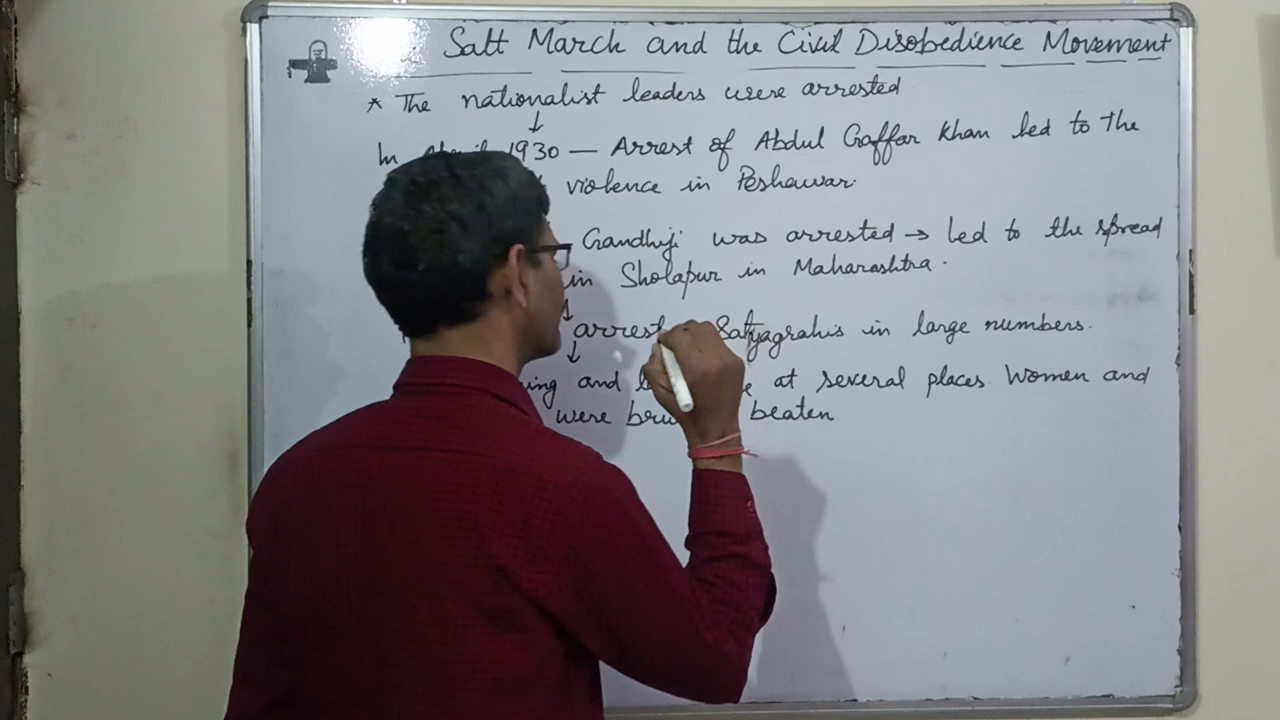 Salt March and the Civil Disobedience Movement
* The nationalist leaders were arrested
↓
In 1930 — Arrest of Abdul Gaffar Khan led to the
violence in Peshawar.
Gandhiji was arrested → led to the spread
in Sholapur in Maharashtra.
↓
arrest Satyagrahis in large numbers.
↓
and at several places. Women and
were beaten